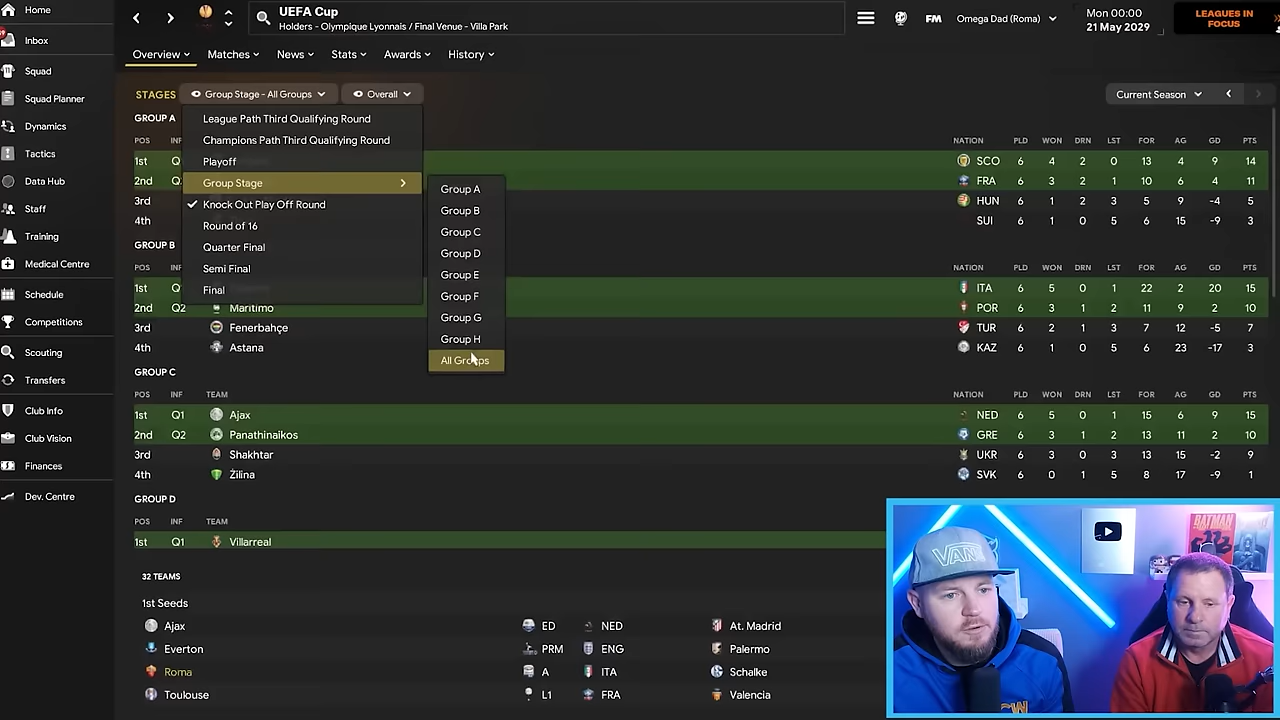 Home
Inbox
Squad
Squad Planner
Dynamics
Tactics
Data Hub
Staff
Training
Medical Centre
Schedule
Competitions
Scouting
Transfers
Club Info
Club Vision
Finances
Dev. Centre
UEFA Cup
Holders - Olympique Lyonnais / Final Venue - Villa Park
FM
Omega Dad (Roma)
Mon 00:00
21 May 2029
LEAGUES IN
FOCUS
Overview Matches News Stats Awards History
STAGES Group Stage - All Groups Overall Current Season
League Path Third Qualifying Round
Champions Path Third Qualifying Round
Playoff
Group Stage
Knock Out Play Off Round
Round of 16
Quarter Final
Semi Final
Final
Group A
Group B
Group C
Group D
Group E
Group F
Group G
Group H
All Groups
GROUP A
POS INF NATION PLD WON DRN LST FOR AG GD PTS
1st Q SCO 6 4 2 0 13 4 9 14
2nd Q FRA 6 3 2 1 10 6 4 11
3rd HUN 6 1 2 3 5 9 -4 5
4th SUI 6 1 0 5 6 15 -9 3
GROUP B
POS INF NATION PLD WON DRN LST FOR AG GD PTS
1st Q ITA 6 5 0 1 22 2 20 15
2nd Q2 Marítimo POR 6 3 1 2 11 9 2 10
3rd Fenerbahçe TUR 6 2 1 3 7 12 -5 7
4th Astana KAZ 6 1 0 5 6 23 -17 3
GROUP C
POS INF TEAM NATION PLD WON DRN LST FOR AG GD PTS
1st Q1 Ajax NED 6 5 0 1 15 6 9 15
2nd Q2 Panathinaikos GRE 6 3 1 2 13 11 2 10
3rd Shakhtar UKR 6 3 0 3 13 15 -2 9
4th Žilina SVK 6 0 1 5 8 17 -9 1
GROUP D
POS INF TEAM
1st Q1 Villarreal
32 TEAMS
1st Seeds
Ajax ED NED At. Madrid
Everton PRM ENG Palermo
Roma A ITA Schalke
Toulouse L1 FRA Valencia
VANS
BATMAN